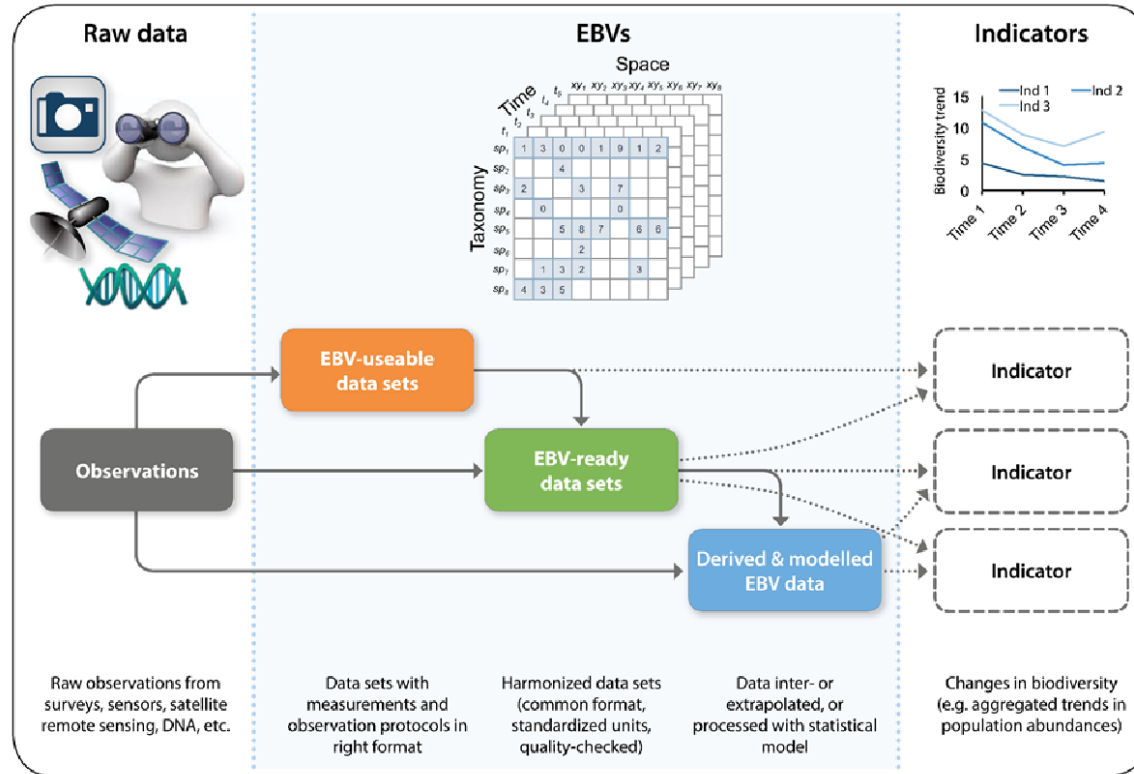 Raw data
EBVs
Indicators
Space
Time
Taxonomy
xy1 xy2 xy3 xy4 xy5 xy6 xy7 xy8
t5
t4
t3
t2
t1
sp1 1 3 0 0 1 9 1 2
sp2 4
sp3 2 3 7
sp4 0 0
sp5 5 8 7 6 6
sp6 2
sp7 1 3 2 3
sp8 4 3 5
Ind 1 Ind 2
Ind 3
Biodiversity trend
15
10
5
0
Time 1
Time 2
Time 3
Time 4
EBV-useable
data sets
Indicator
Observations
EBV-ready
data sets
Indicator
Derived & modelled
EBV data
Indicator
Raw observations from
surveys, sensors, satellite
remote sensing, DNA, etc.
Data sets with
measurements and
observation protocols in
right format
Harmonized data sets
(common format,
standardized units,
quality-checked)
Data inter- or
extrapolated, or
processed with statistical
model
Changes in biodiversity
(e.g. aggregated trends in
population abundances)